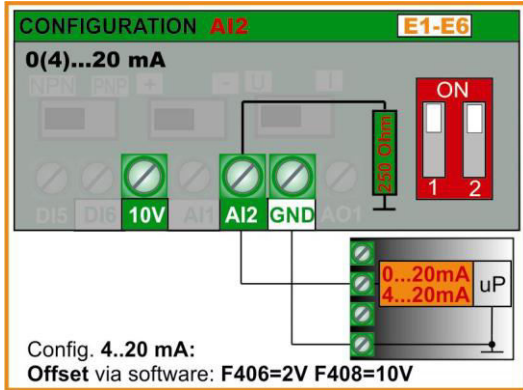 CONFIGURATION AI2 E1-E6
0(4)...20 mA
NPN PNP + - U I
ON
250 Ohm
1 2
DI5 DI6 10V AI1 AI2 GND AO1
0...20mA
4...20mA
uP
Config. 4..20 mA:
Offset via software: F406=2V F408=10V